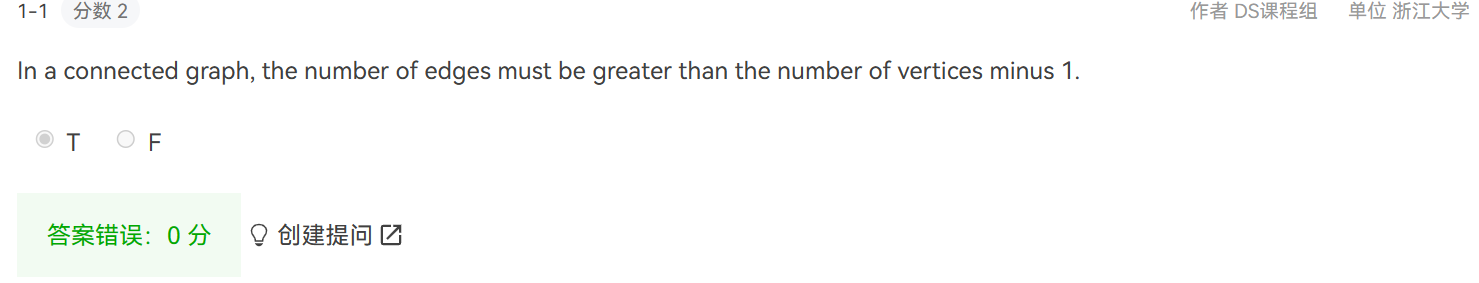 1-1 分数 2 作者 DS课程组 单位 浙江大学
In a connected graph, the number of edges must be greater than the number of vertices minus 1.
T F
答案错误：0 分 创建提问